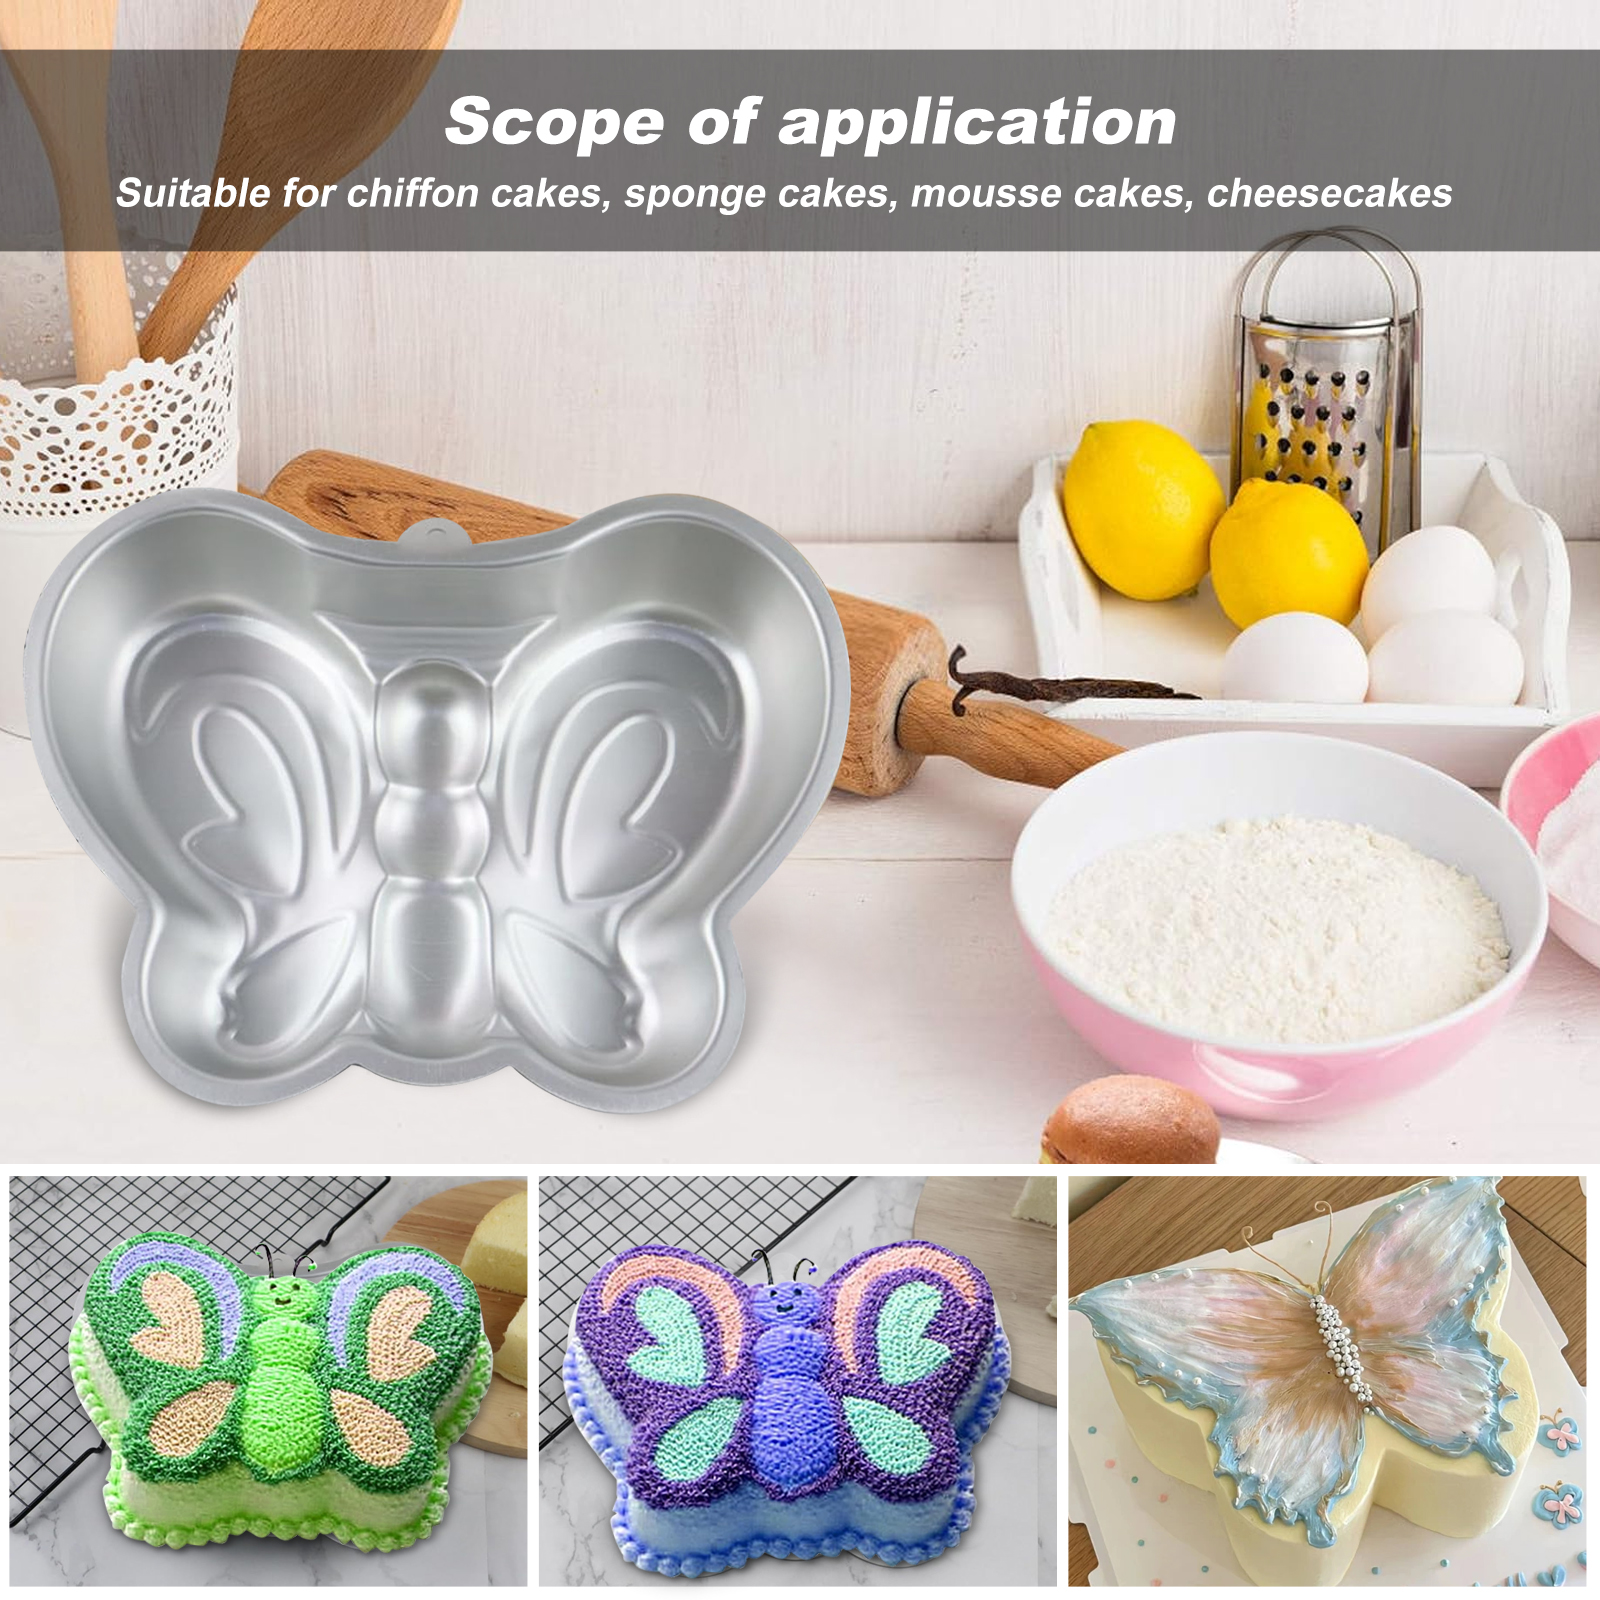 Scope of application
Suitable for chiffon cakes, sponge cakes, mousse cakes, cheesecakes